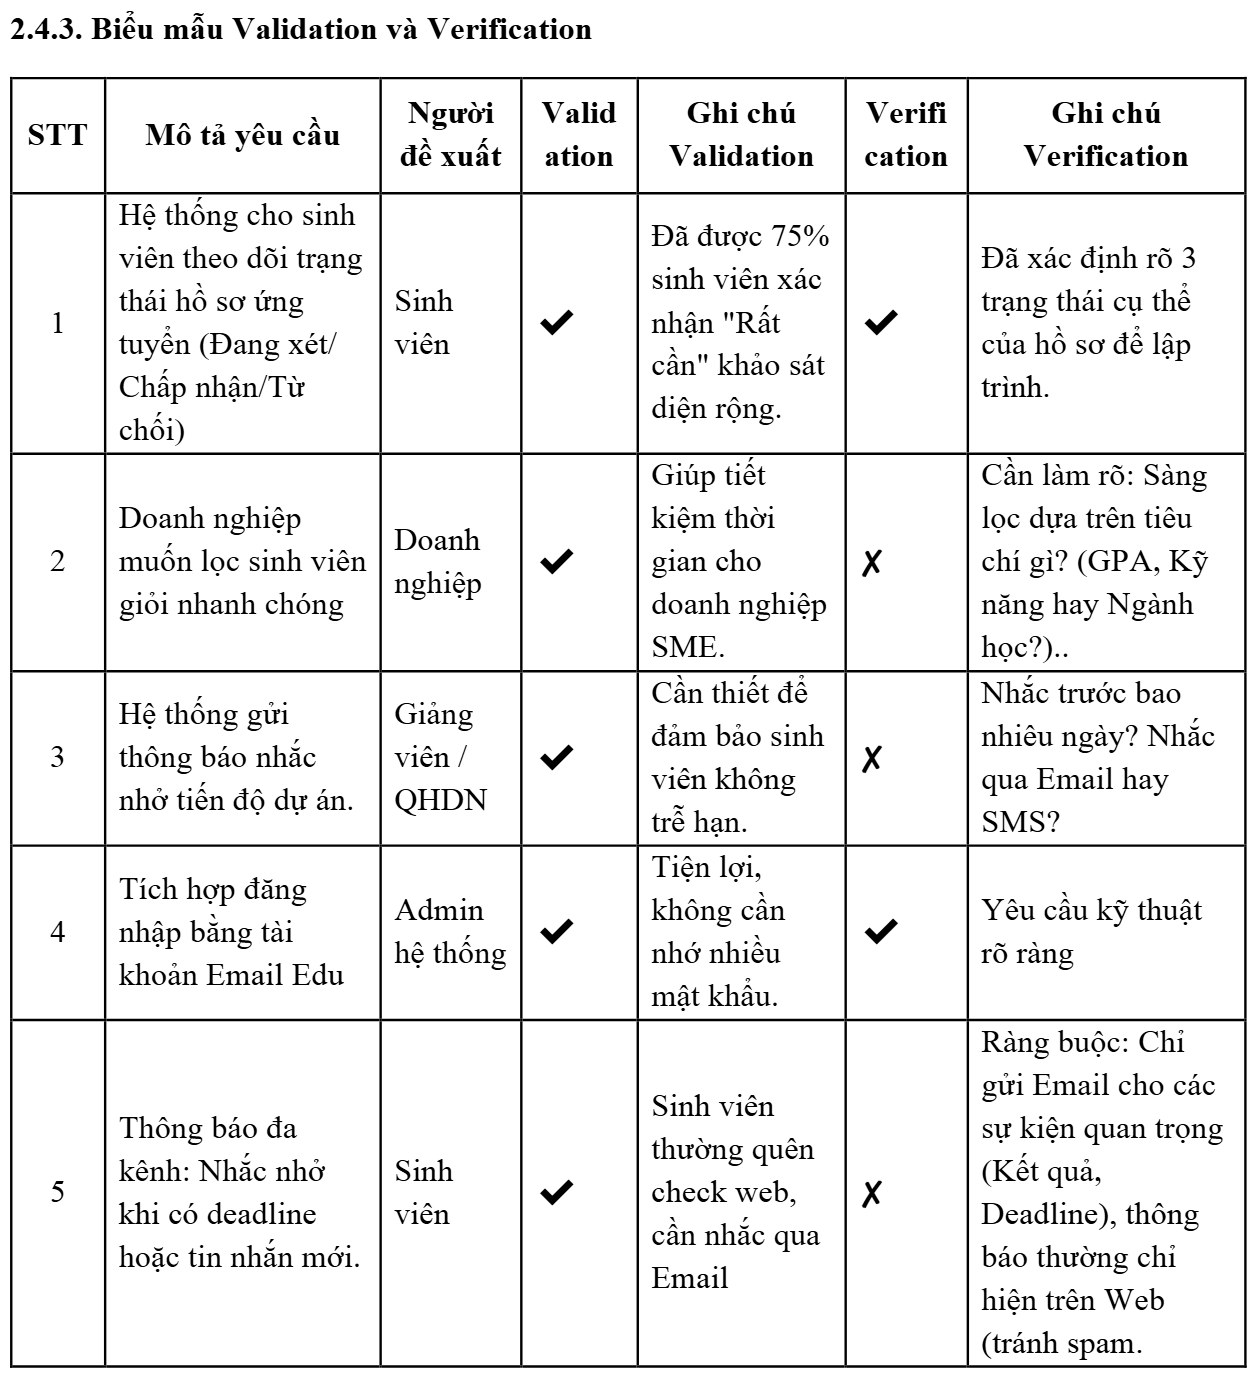 2.4.3. Biểu mẫu Validation và Verification
STT
Mô tả yêu cầu
Người
đề xuất
Valid
ation
Ghi chú
Validation
Verifi
cation
Ghi chú
Verification
1
Hệ thống cho sinh
viên theo dõi trạng
thái hồ sơ ứng
tuyển (Đang xét/
Chấp nhận/Từ
chối)
Sinh
viên
✔
Đã được 75%
sinh viên xác
nhận "Rất
cần" khảo sát
diện rộng.
✔
Đã xác định rõ 3
trạng thái cụ thể
của hồ sơ để lập
trình.
2
Doanh nghiệp
muốn lọc sinh viên
giỏi nhanh chóng
Doanh
nghiệp
✔
Giúp tiết
kiệm thời
gian cho
doanh nghiệp
SME.
✗
Cần làm rõ: Sàng
lọc dựa trên tiêu
chí gì? (GPA, Kỹ
năng hay Ngành
học?)..
3
Hệ thống gửi
thông báo nhắc
nhở tiến độ dự án.
Giảng
viên /
QHDN
✔
Cần thiết để
đảm bảo sinh
viên không
trễ hạn.
✗
Nhắc trước bao
nhiêu ngày? Nhắc
qua Email hay
SMS?
4
Tích hợp đăng
nhập bằng tài
khoản Email Edu
Admin
hệ thống
✔
Tiện lợi,
không cần
nhớ nhiều
mật khẩu.
✔
Yêu cầu kỹ thuật
rõ ràng
5
Thông báo đa
kênh: Nhắc nhở
khi có deadline
hoặc tin nhắn mới.
Sinh
viên
✔
Sinh viên
thường quên
check web,
cần nhắc qua
Email
✗
Ràng buộc: Chỉ
gửi Email cho các
sự kiện quan trọng
(Kết quả,
Deadline), thông
báo thường chỉ
hiện trên Web
(tránh spam.